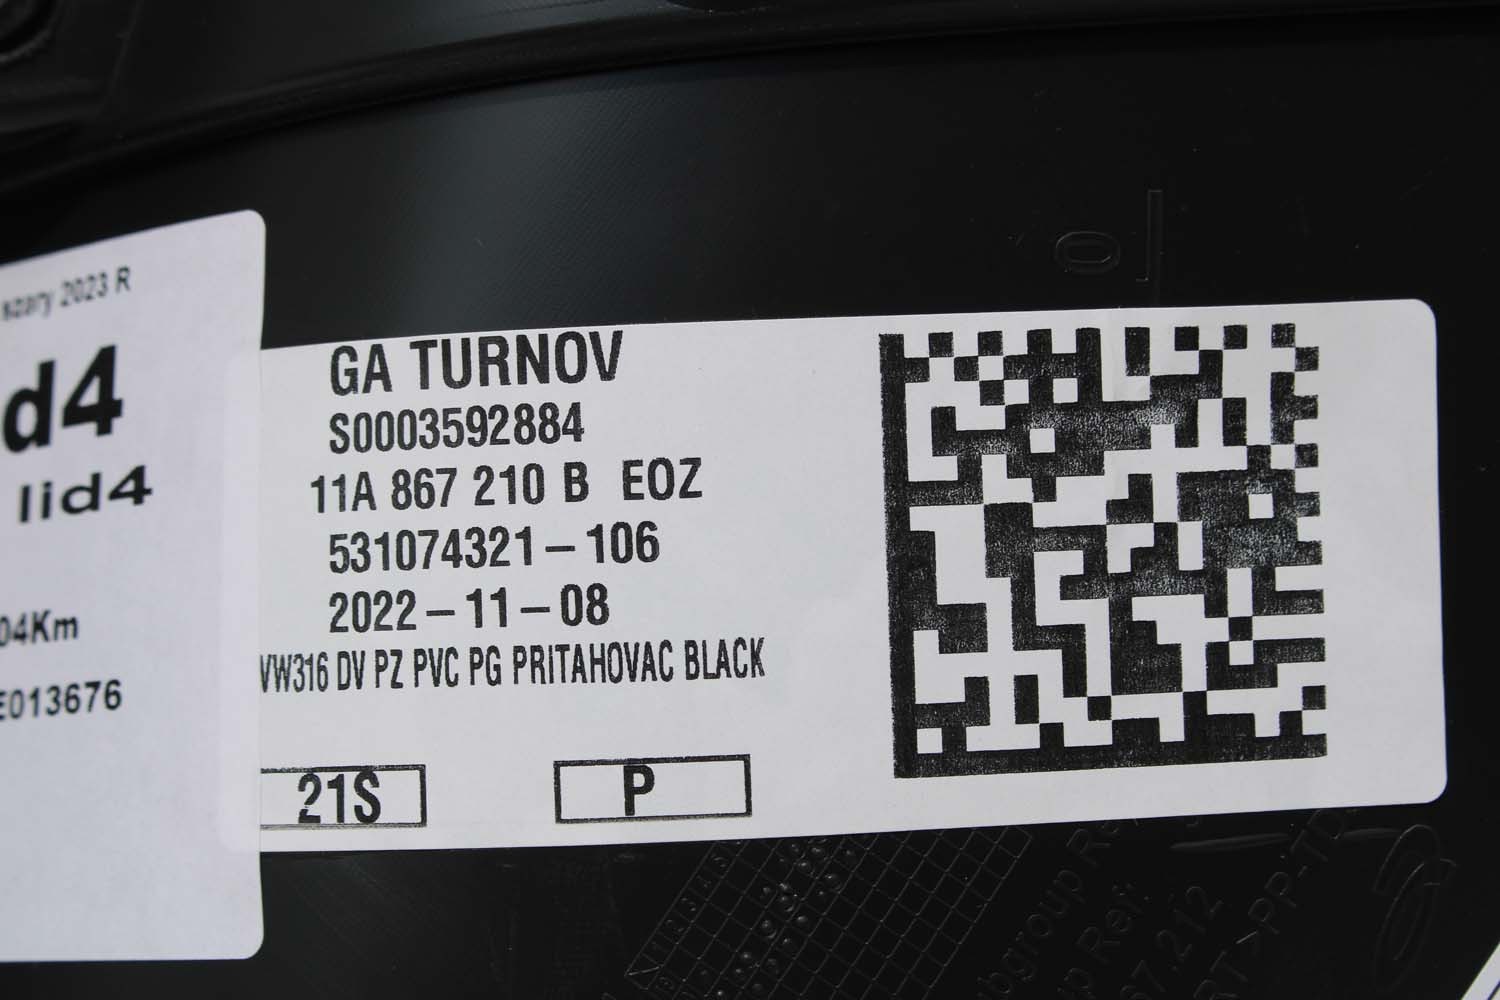 szary 2023 R
d4
lid4
04Km
E013676
GA TURNOV
S0003592884
11A 867 210 B EOZ
531074321-106
2022-11-08
VW316 DV PZ PVC PG PRITAHOVAC BLACK
21S
P